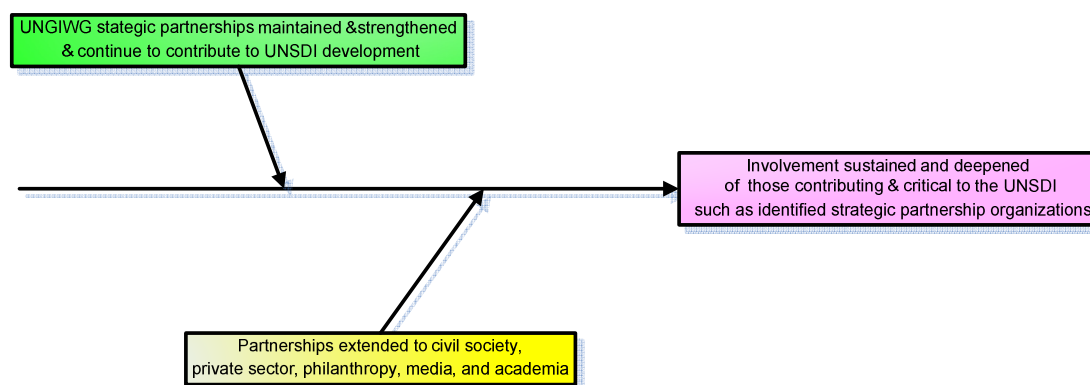 UNGIWG stategic partnerships maintained &strengthened
& continue to contribute to UNSDI development
Involvement sustained and deepened
of those contributing & critical to the UNSDI
such as identified strategic partnership organizations
Partnerships extended to civil society,
private sector, philanthropy, media, and academia